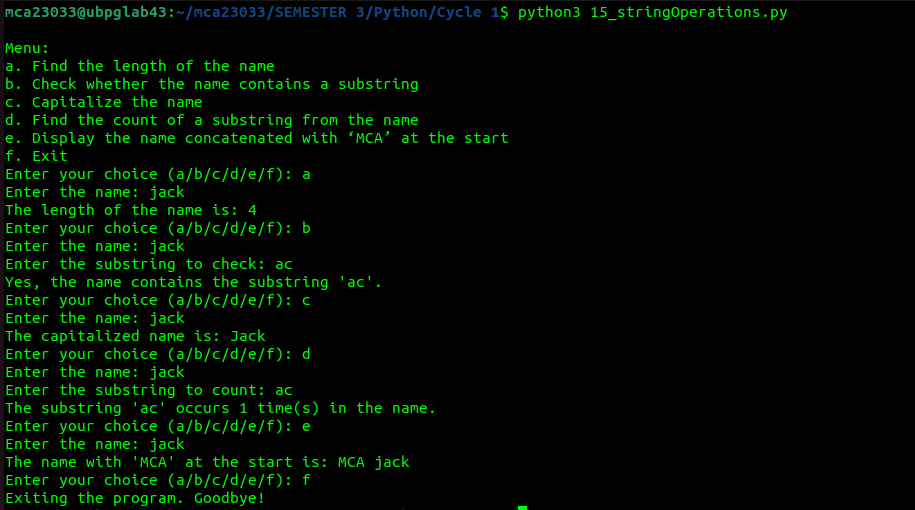 mca23033@ubpglab43:~/mca23033/SEMESTER 3/Python/Cycle 1$ python3 15_stringOperations.py
Menu:
a. Find the length of the name
b. Check whether the name contains a substring
c. Capitalize the name
d. Find the count of a substring from the name
e. Display the name concatenated with ‘MCA’ at the start
f. Exit
Enter your choice (a/b/c/d/e/f): a
Enter the name: jack
The length of the name is: 4
Enter your choice (a/b/c/d/e/f): b
Enter the name: jack
Enter the substring to check: ac
Yes, the name contains the substring 'ac'.
Enter your choice (a/b/c/d/e/f): c
Enter the name: jack
The capitalized name is: Jack
Enter your choice (a/b/c/d/e/f): d
Enter the name: jack
Enter the substring to count: ac
The substring 'ac' occurs 1 time(s) in the name.
Enter your choice (a/b/c/d/e/f): e
Enter the name: jack
The name with 'MCA' at the start is: MCA jack
Enter your choice (a/b/c/d/e/f): f
Exiting the program. Goodbye!